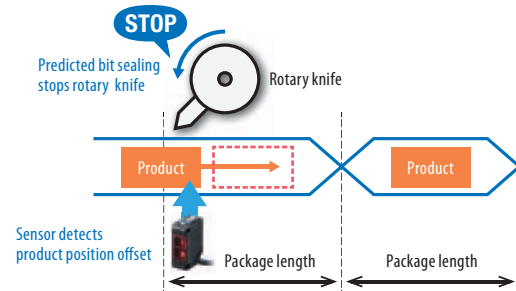 STOP
Predicted bit sealing
stops rotary knife
Rotary knife
Product
Product
Sensor detects
product position offset
Package length
Package length